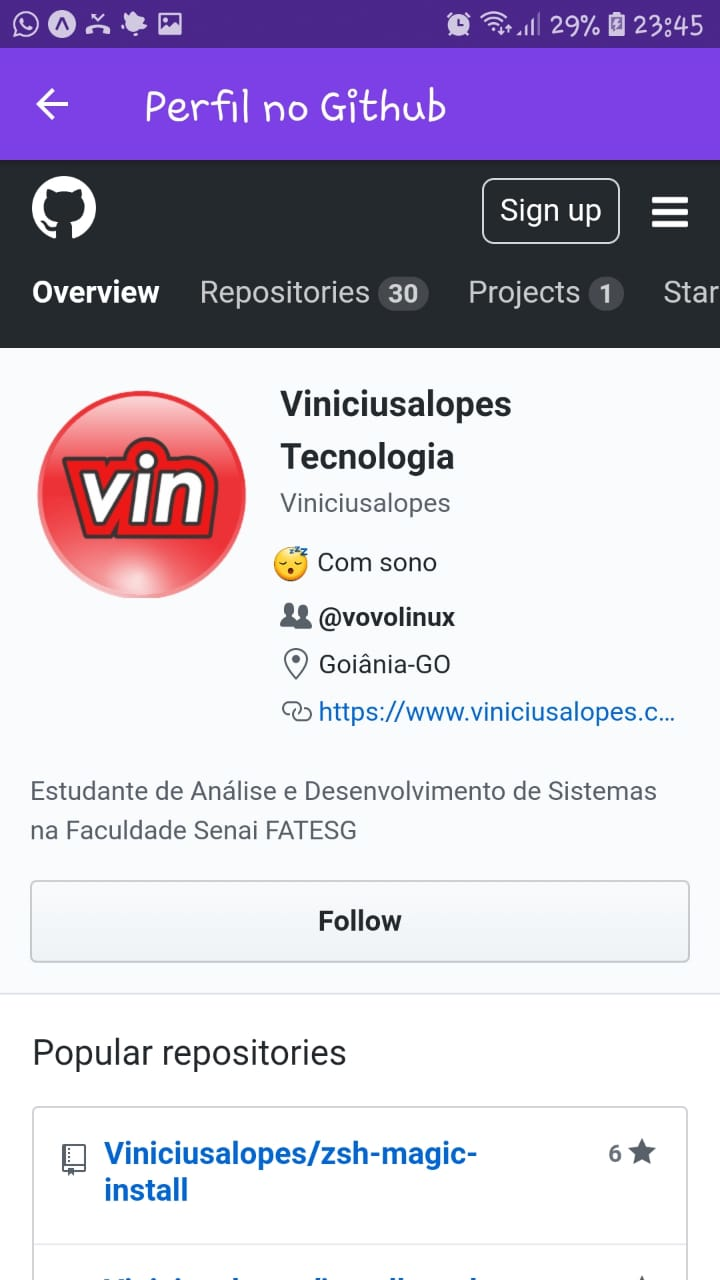 29% 23:45
Perfil no Github
Sign up
Overview Repositories 30 Projects 1 Star
vin
Viniciusalopes
Tecnologia
Viniciusalopes
Com sono
@vovolinux
Goiânia-GO
https://www.viniciusalopes.c...
Estudante de Análise e Desenvolvimento de Sistemas
na Faculdade Senai FATESG
Follow
Popular repositories
Viniciusalopes/zsh-magic- 6
install